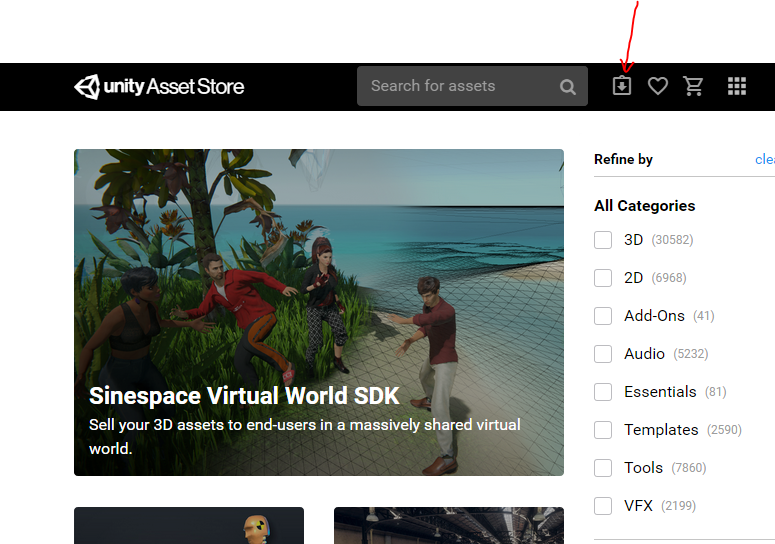 unity Asset Store
Search for assets
Refine by
clea
All Categories
3D (30582)
2D (6968)
Add-Ons (41)
Audio (5232)
Essentials (81)
Templates (2590)
Tools (7860)
VFX (2199)
Sinespace Virtual World SDK
Sell your 3D assets to end-users in a massively shared virtual
world.